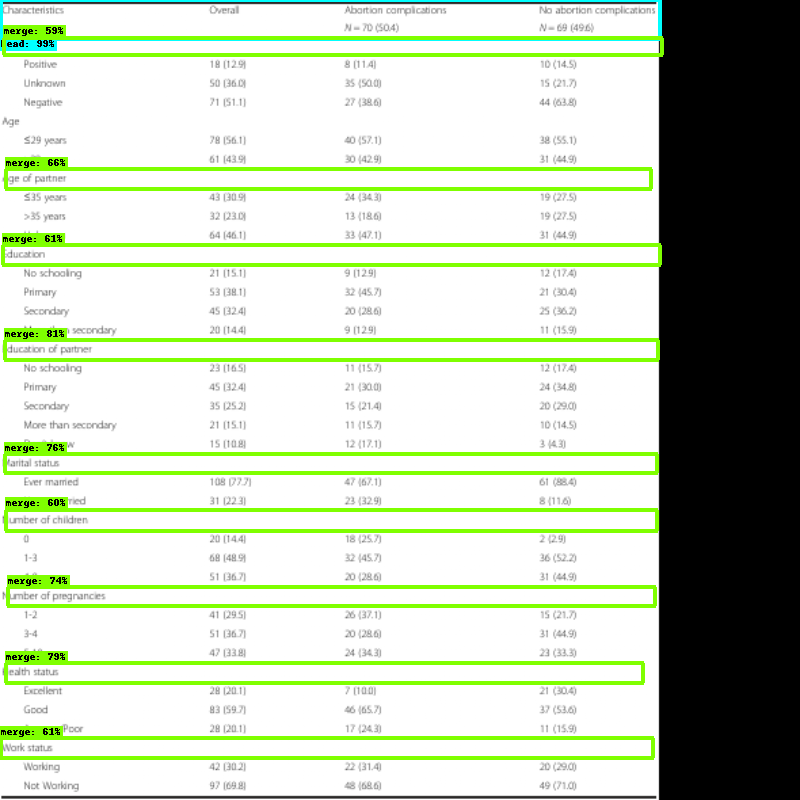 Characteristics Overall Abortion complications No abortion complications
N = 70 (50.4) N = 69 (49.6)
merge: 59%
ead: 99%
Positive 18 (12.9) 8 (11.4) 10 (14.5)
Unknown 50 (36.0) 35 (50.0) 15 (21.7)
Negative 71 (51.1) 27 (38.6) 44 (63.8)
Age
≤29 years 78 (56.1) 40 (57.1) 38 (55.1)
61 (43.9) 30 (42.9) 31 (44.9)
merge: 66%
ge of partner
≤35 years 43 (30.9) 24 (34.3) 19 (27.5)
>35 years 32 (23.0) 13 (18.6) 19 (27.5)
64 (46.1) 33 (47.1) 31 (44.9)
merge: 61%
ducation
No schooling 21 (15.1) 9 (12.9) 12 (17.4)
Primary 53 (38.1) 32 (45.7) 21 (30.4)
Secondary 45 (32.4) 20 (28.6) 25 (36.2)
secondary 20 (14.4) 9 (12.9) 11 (15.9)
merge: 81%
ducation of partner
No schooling 23 (16.5) 11 (15.7) 12 (17.4)
Primary 45 (32.4) 21 (30.0) 24 (34.8)
Secondary 35 (25.2) 15 (21.4) 20 (29.0)
More than secondary 21 (15.1) 11 (15.7) 10 (14.5)
15 (10.8) 12 (17.1) 3 (4.3)
merge: 76%
Marital status
Ever married 108 (77.7) 47 (67.1) 61 (88.4)
ried 31 (22.3) 23 (32.9) 8 (11.6)
merge: 60%
umber of children
0 20 (14.4) 18 (25.7) 2 (2.9)
1-3 68 (48.9) 32 (45.7) 36 (52.2)
51 (36.7) 20 (28.6) 31 (44.9)
merge: 74%
Number of pregnancies
1-2 41 (29.5) 26 (37.1) 15 (21.7)
3-4 51 (36.7) 20 (28.6) 31 (44.9)
47 (33.8) 24 (34.3) 23 (33.3)
merge: 79%
ealth status
Excellent 28 (20.1) 7 (10.0) 21 (30.4)
Good 83 (59.7) 46 (65.7) 37 (53.6)
Poor 28 (20.1) 17 (24.3) 11 (15.9)
merge: 61%
Work status
Working 42 (30.2) 22 (31.4) 20 (29.0)
Not Working 97 (69.8) 48 (68.6) 49 (71.0)